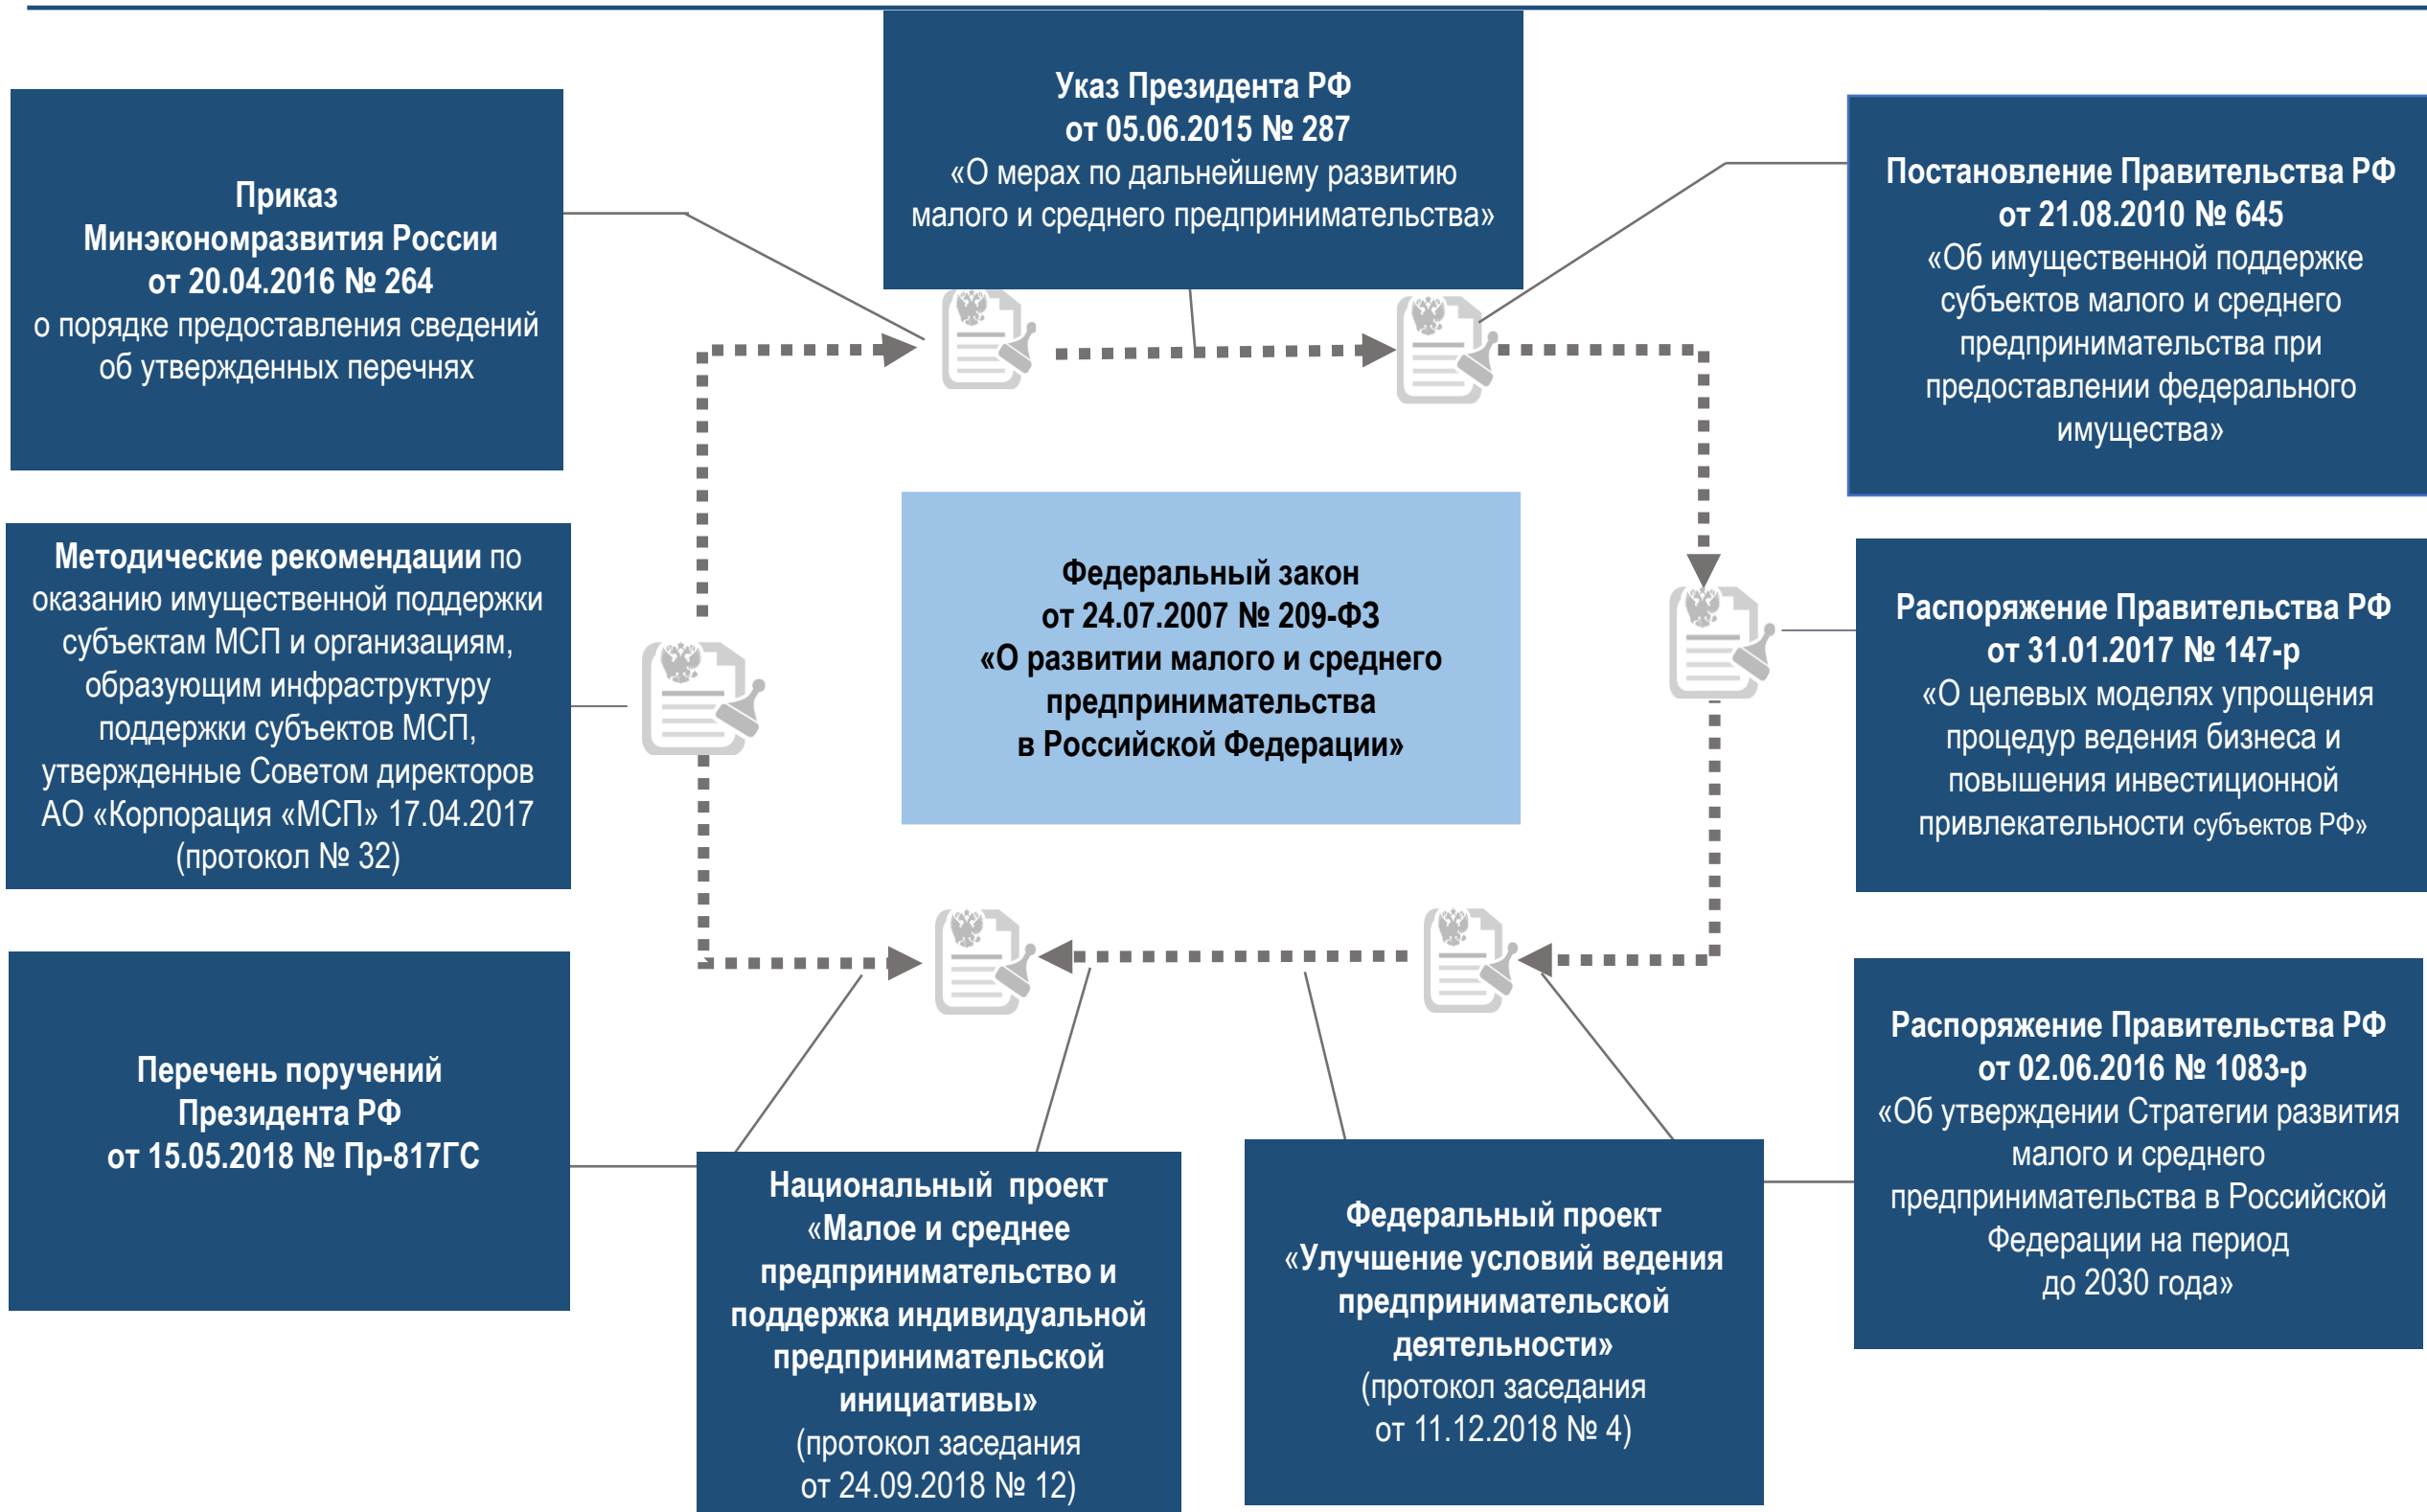 Указ Президента РФ
от 05.06.2015 № 287
«О мерах по дальнейшему развитию
малого и среднего предпринимательства»
Приказ
Минэкономразвития России
от 20.04.2016 № 264
о порядке предоставления сведений
об утвержденных перечнях
Постановление Правительства РФ
от 21.08.2010 № 645
«Об имущественной поддержке
субъектов малого и среднего
предпринимательства при
предоставлении федерального
имущества»
Методические рекомендации по
оказанию имущественной поддержки
субъектам МСП и организациям,
образующим инфраструктуру
поддержки субъектов МСП,
утвержденные Советом директоров
АО «Корпорация «МСП» 17.04.2017
(протокол № 32)
Федеральный закон
от 24.07.2007 № 209-ФЗ
«О развитии малого и среднего
предпринимательства
в Российской Федерации»
Распоряжение Правительства РФ
от 31.01.2017 № 147-р
«О целевых моделях упрощения
процедур ведения бизнеса и
повышения инвестиционной
привлекательности субъектов РФ»
Перечень поручений
Президента РФ
от 15.05.2018 № Пр-817ГС
Национальный проект
«Малое и среднее
предпринимательство и
поддержка индивидуальной
предпринимательской
инициативы»
(протокол заседания
от 24.09.2018 № 12)
Федеральный проект
«Улучшение условий ведения
предпринимательской
деятельности»
(протокол заседания
от 11.12.2018 № 4)
Распоряжение Правительства РФ
от 02.06.2016 № 1083-р
«Об утверждении Стратегии развития
малого и среднего
предпринимательства в Российской
Федерации на период
до 2030 года»